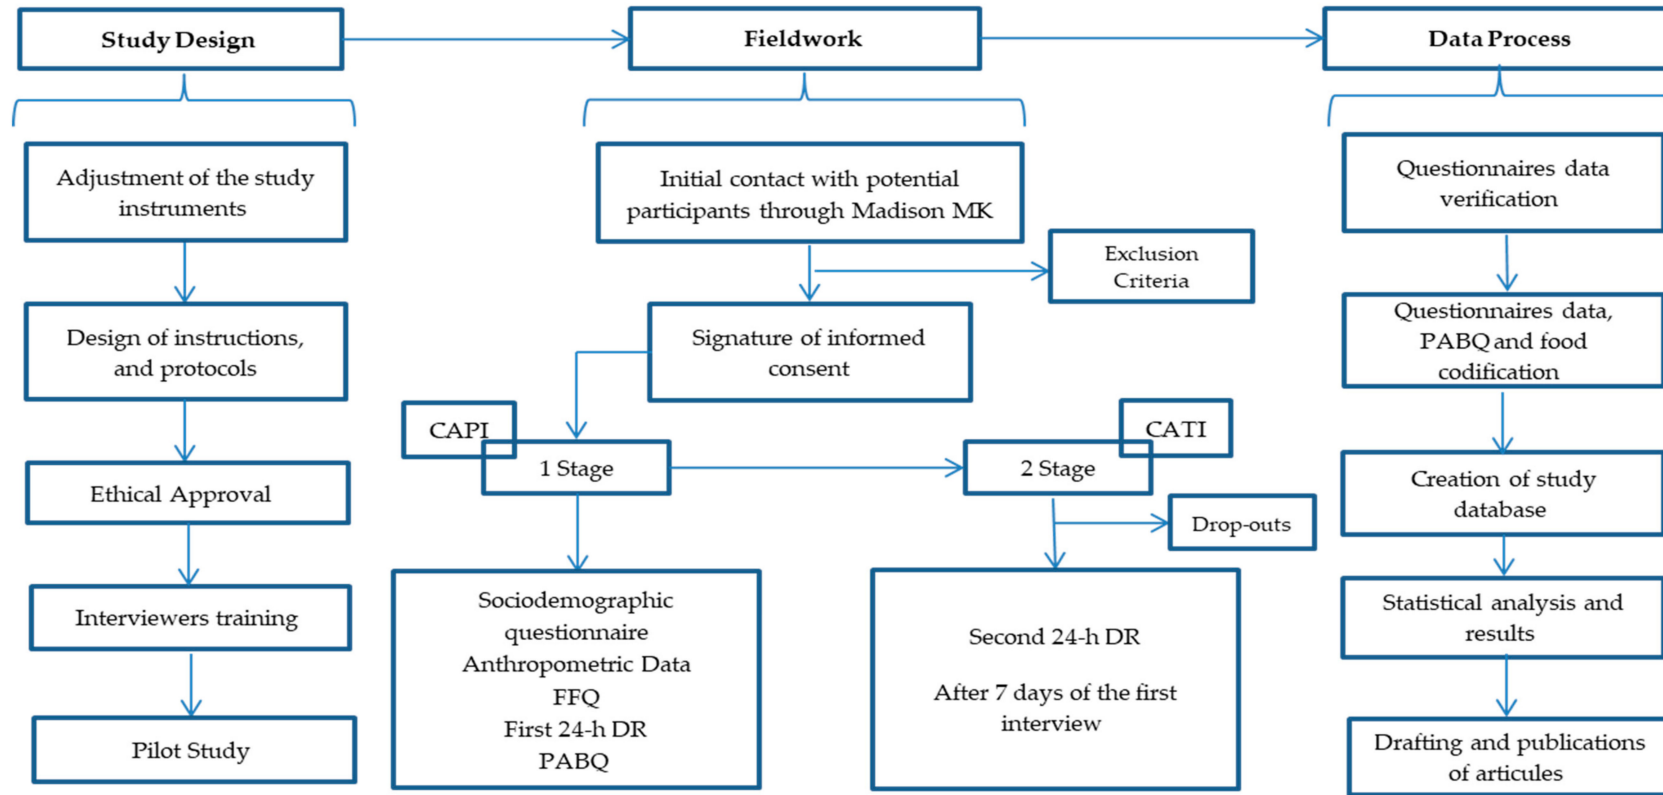 Study Design
Fieldwork
Data Process
Adjustment of the study
instruments
Design of instructions,
and protocols
Ethical Approval
Interviewers training
Pilot Study
Initial contact with potential
participants through Madison MK
Exclusion
Criteria
Signature of informed
consent
CAPI
1 Stage
CATI
2 Stage
Drop-outs
Sociodemographic
questionnaire
Anthropometric Data
FFQ
First 24-h DR
PABQ
Second 24-h DR
After 7 days of the first
interview
Questionnaires data
verification
Questionnaires data,
PABQ and food
codification
Creation of study
database
Statistical analysis and
results
Drafting and publications
of articules